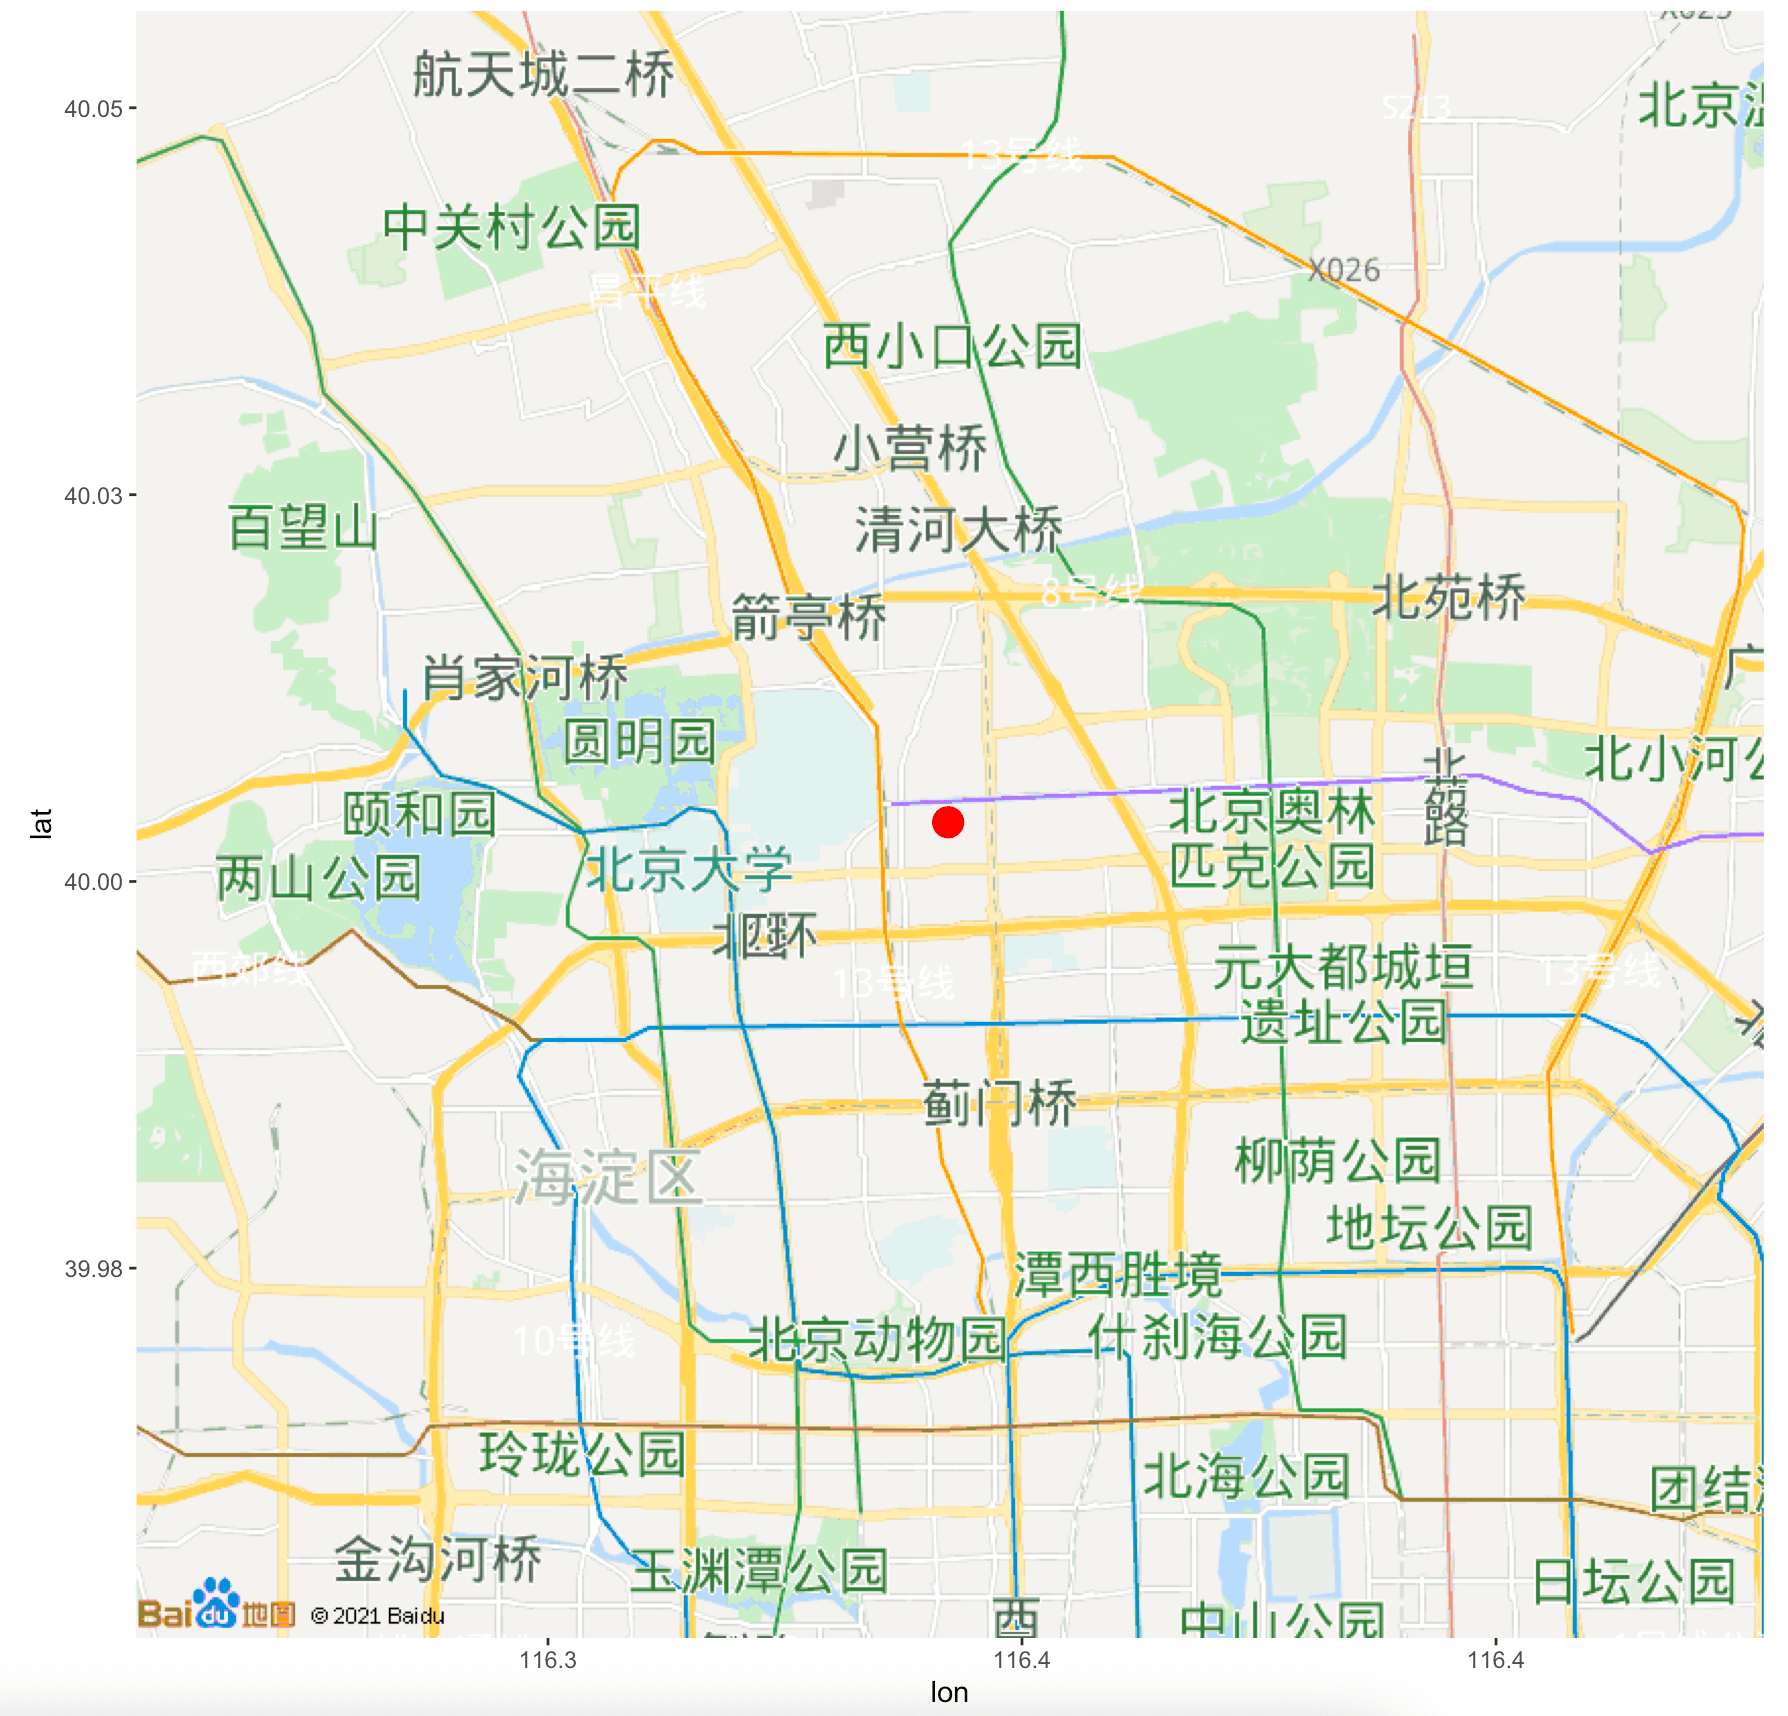 X023
航天城二桥
40.05
S213
北京温
13号线
中关村公园
X026
昌平线
西小口公园
小营桥
40.03
百望山
清河大桥
8号线
北苑桥
箭亭桥
肖家河桥
广
圆明园
北小河公
北苑路
颐和园
北京奥林
匹克公园
lat
两山公园
40.00
北京大学
北四环
西郊线
13号线
元大都城垣
遗址公园
13号线
蓟门桥
海淀区
柳荫公园
地坛公园
39.98
潭西胜境
10号线
北京动物园
什刹海公园
玲珑公园
北海公园
团结湖
金沟河桥
玉渊潭公园
日坛公园
Bai du 地图
© 2021 Baidu
西
中山公园
116.3
116.4
116.4
lon